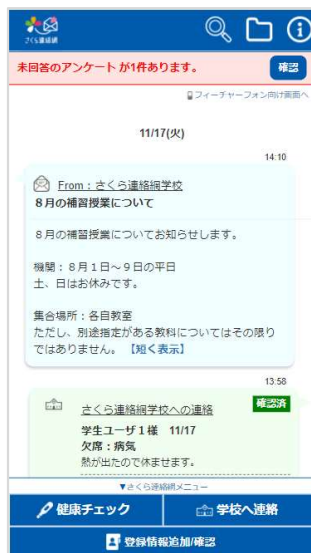 さくら連絡網
未回答のアンケート が1件あります。
確認
フィーチャーフォン向け画面へ
11/17(火)
14:10
From：さくら連絡網学校
８月の補習授業について
８月の補習授業についてお知らせします。
機関：８月１日～９日の平日
土、日はお休みです。
集合場所：各自教室
ただし、別途指定がある教科についてはその限り
ではありません。 【短く表示】
13:58
さくら連絡網学校への連絡
確認済
学生ユーザ１様 11/17
欠席：病気
熱が出たので休ませます。
▼さくら連絡網メニュー
健康チェック
学校へ連絡
登録情報追加/確認